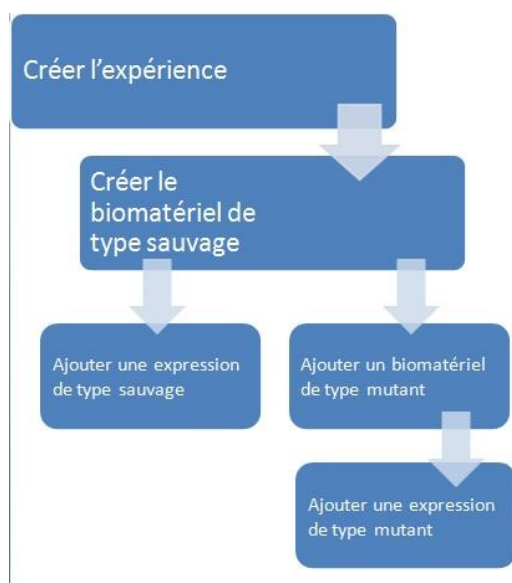 Créer l'expérience
Créer le
biomatériel de
type sauvage
Ajouter une expression
de type sauvage
Ajouter un biomatériel
de type mutant
Ajouter une expression
de type mutant